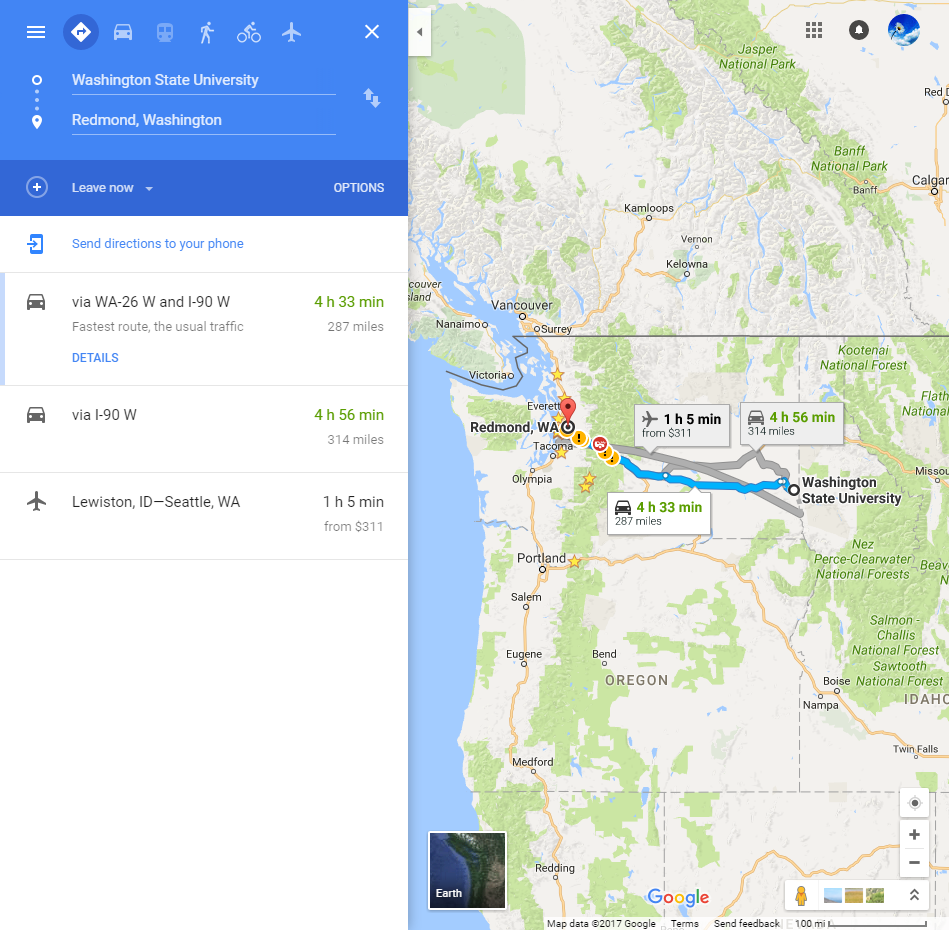 Washington State University
Redmond, Washington
Leave now
OPTIONS
Send directions to your phone
via WA-26 W and I-90 W
4 h 33 min
Fastest route, the usual traffic
287 miles
DETAILS
via I-90 W
4 h 56 min
314 miles
Lewiston, ID—Seattle, WA
1 h 5 min
from $311
Jasper
National Park
Red D
Banff
National Park
Banff
Calgar
Kamloops
Vernon
Kelowna
couver
sland
Vancouver
Nanaimo
Surrey
Kootenai
National Forest
Victoria
Flath
National
Everett
Redmond, WA
1 h 5 min
from $311
4 h 56 min
314 miles
Tacoma
Missou
Olympia
Washington
State University
4 h 33 min
287 miles
Nez
Perce-Clearwater
National Forests
Portland
Beav
Nation
Salem
Salmon -
Challis
National Forest
Sawtooth
National Forest
Eugene
Bend
OREGON
Boise
Nampa
IDAHO
Twin Falls
Medford
Redding
Earth
Google
Map data ©2017 Google
Terms
Send feedback
100 mi